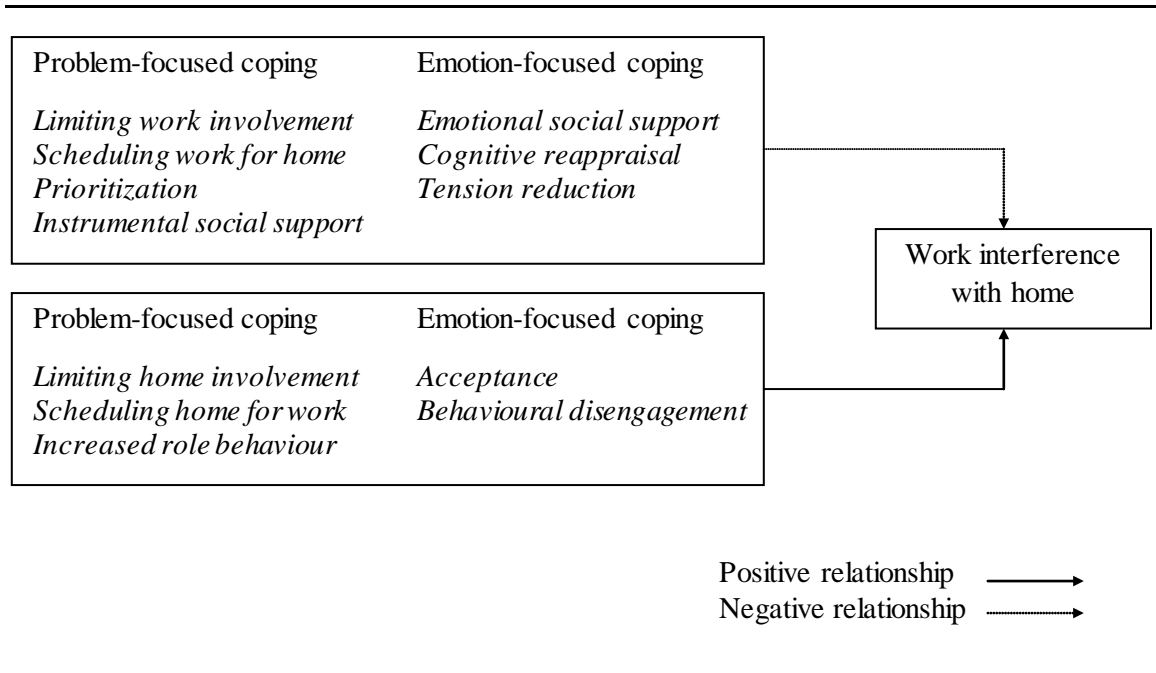 Problem-focused coping
Limiting work involvement
Scheduling work for home
Prioritization
Instrumental social support
Emotion-focused coping
Emotional social support
Cognitive reappraisal
Tension reduction
Work interference
with home
Problem-focused coping
Limiting home involvement
Scheduling home for work
Increased role behaviour
Emotion-focused coping
Acceptance
Behavioural disengagement
Positive relationship
Negative relationship